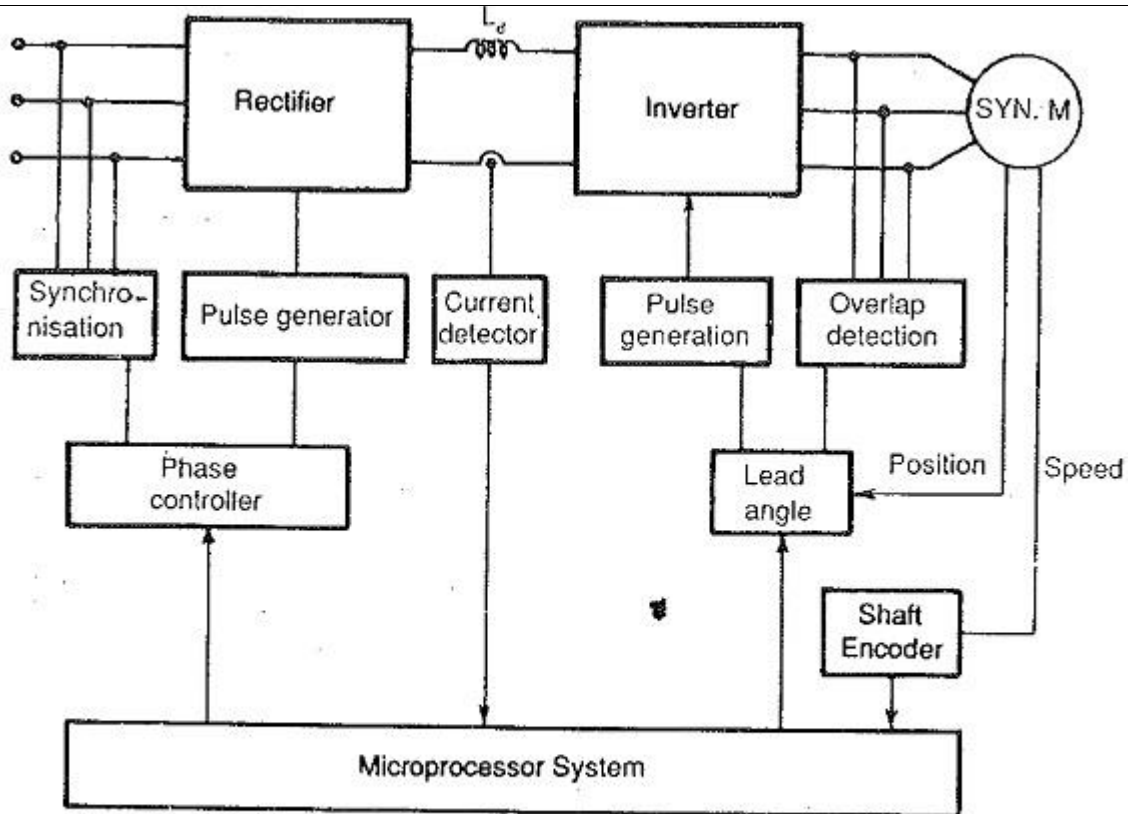 L d
Rectifier
Inverter
SYN. M
Synchro-
nisation
Pulse generator
Current
detector
Pulse
generation
Overlap
detection
Phase
controller
Lead
angle
Position
Speed
Shaft
Encoder
Microprocessor System